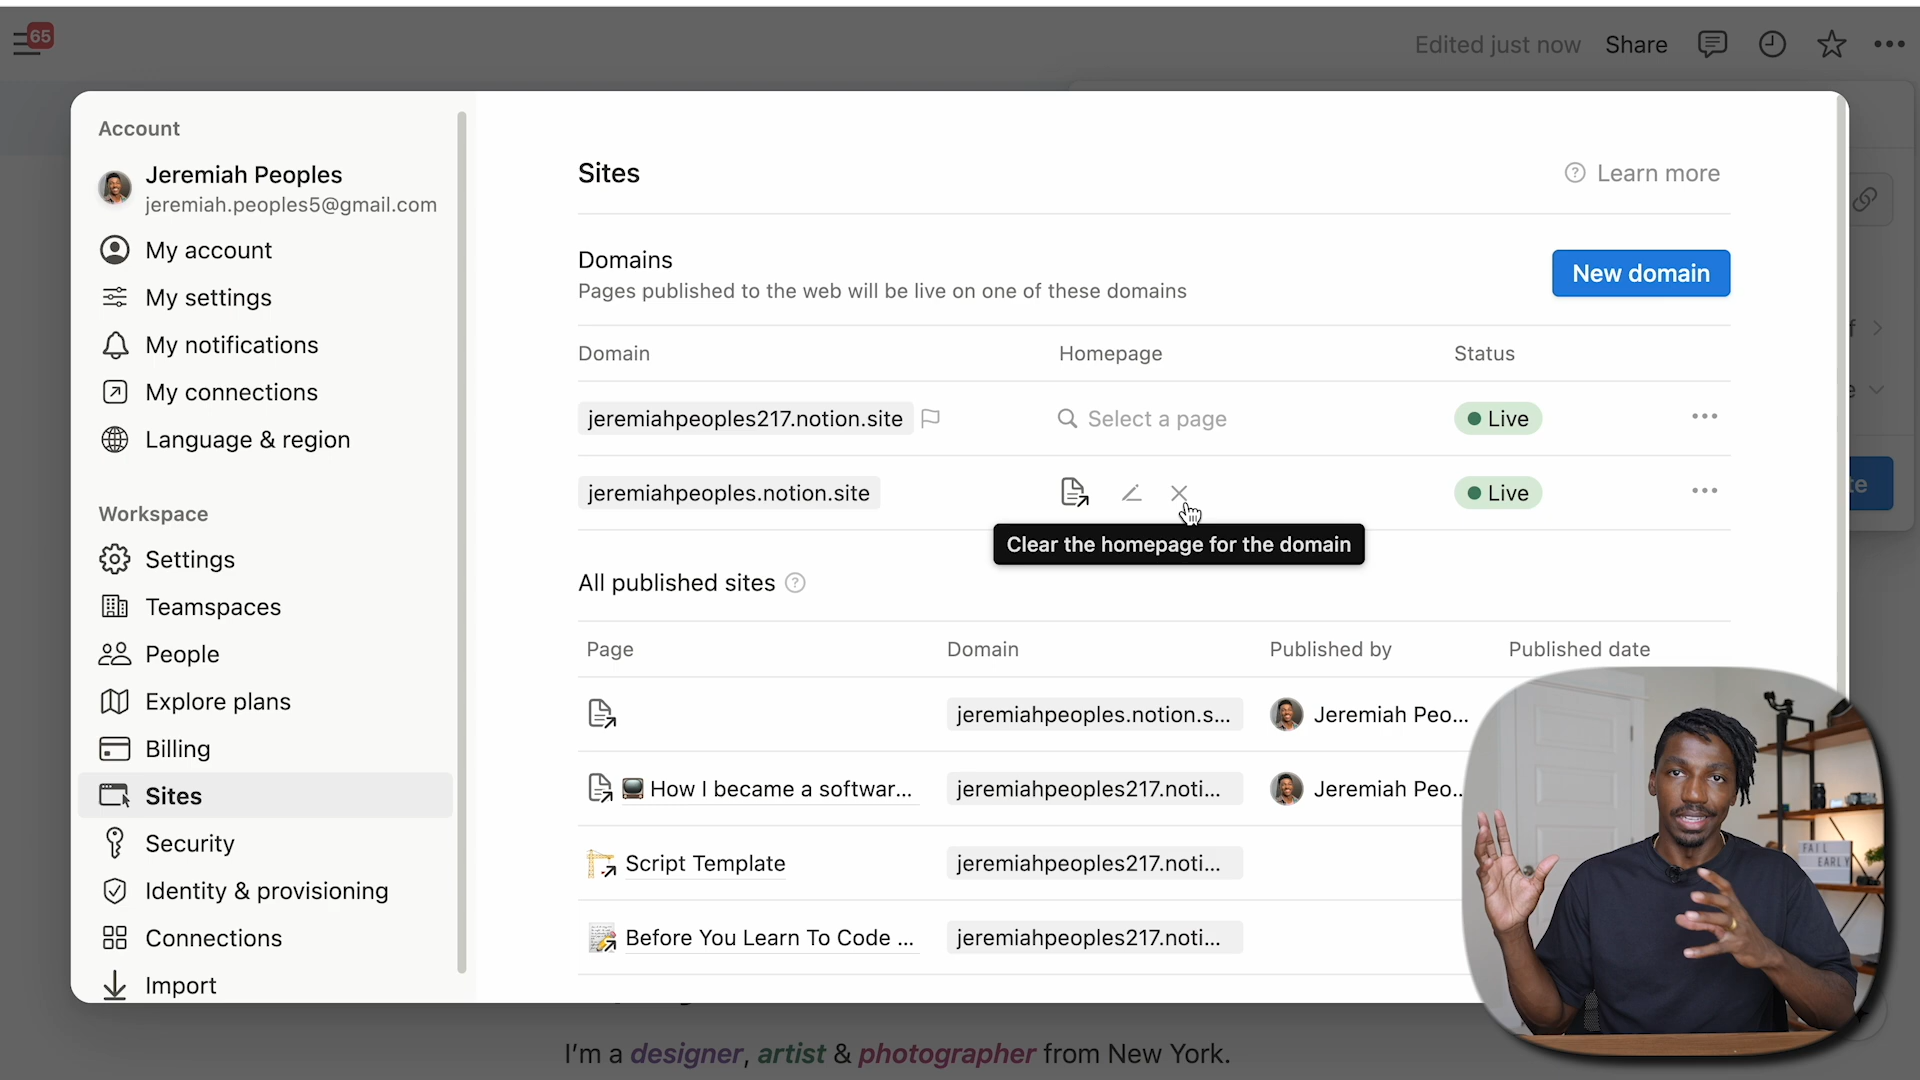 65
Edited just now Share
Account
Jeremiah Peoples
jeremiah.peoples5@gmail.com
My account
My settings
My notifications
My connections
Language & region
Workspace
Settings
Teamspaces
People
Explore plans
Billing
Sites
Security
Identity & provisioning
Connections
Import
Sites
Learn more
Domains
Pages published to the web will be live on one of these domains
New domain
Domain Homepage Status
jeremiahpeoples217.notion.site Select a page Live
jeremiahpeoples.notion.site Live
Clear the homepage for the domain
All published sites
Page Domain Published by Published date
jeremiahpeoples.notion.s... Jeremiah Peo...
How I became a softwar... jeremiahpeoples217.noti... Jeremiah Peo..
Script Template jeremiahpeoples217.noti...
Before You Learn To Code ... jeremiahpeoples217.noti...
FAIL
EARLY
I'm a designer, artist & photographer from New York.